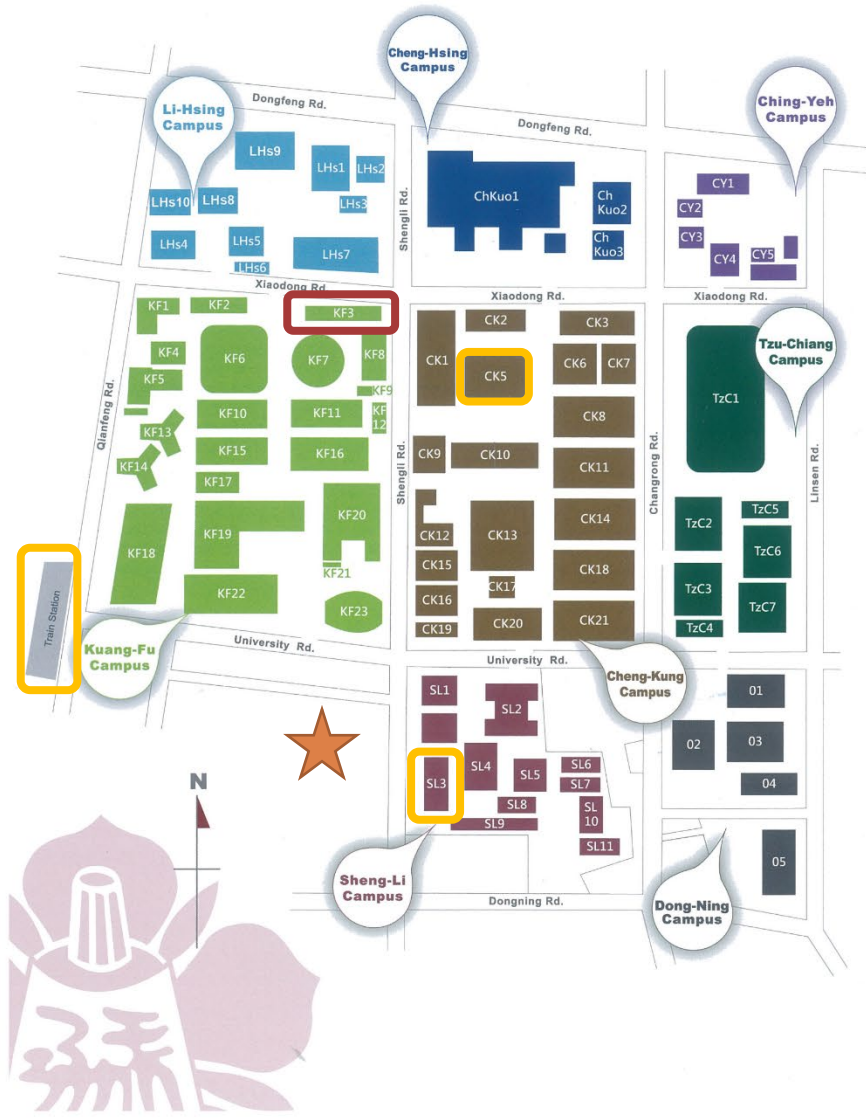 Cheng-Hsing
Campus
Li-Hsing
Campus
Ching-Yeh
Campus
Dongfeng Rd.
Dongfeng Rd.
LHs9
LHs1
LHs2
LHs3
LHs10
LHs8
LHs4
LHs5
LHs6
LHs7
Shengli Rd.
ChKuo1
Ch
Kuo2
Ch
Kuo3
CY1
CY2
CY3
CY4
CY5
Xiaodong Rd.
Xiaodong Rd.
Xiaodong Rd.
KF1
KF2
KF3
KF4
KF5
KF6
KF7
KF8
KF9
KF10
KF11
KF
12
KF13
KF14
KF15
KF16
KF17
KF18
KF19
KF20
KF21
KF22
KF23
Qianfeng Rd.
Shengli Rd.
CK1
CK2
CK3
CK5
CK6
CK7
CK8
CK9
CK10
CK11
CK12
CK13
CK14
CK15
CK16
CK17
CK18
CK19
CK20
CK21
Changrong Rd.
Tzu-Chiang
Campus
TzC1
TzC2
TzC3
TzC4
TzC5
TzC6
TzC7
Linsen Rd.
Train Station
Kuang-Fu
Campus
University Rd.
University Rd.
Cheng-Kung
Campus
SL1
SL2
SL3
SL4
SL5
SL6
SL7
SL8
SL9
SL
10
SL11
01
02
03
04
05
N
Sheng-Li
Campus
Dongning Rd.
Dong-Ning
Campus